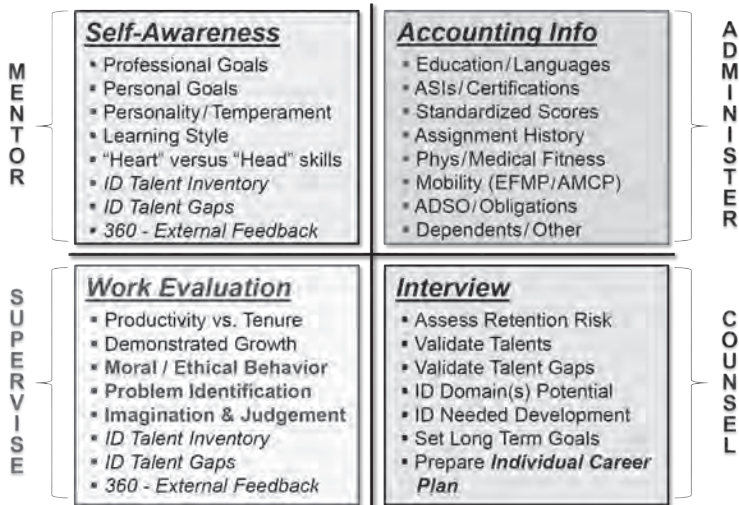 MENTOR
Self-Awareness
▪ Professional Goals
▪ Personal Goals
▪ Personality/Temperament
▪ Learning Style
▪ “Heart” versus “Head” skills
▪ ID Talent Inventory
▪ ID Talent Gaps
▪ 360 - External Feedback
Accounting Info
▪ Education/Languages
▪ ASIs/Certifications
▪ Standardized Scores
▪ Assignment History
▪ Phys/Medical Fitness
▪ Mobility (EFMP/AMCP)
▪ ADSO/Obligations
▪ Dependents/Other
ADMINISTER
SUPERVISE
Work Evaluation
▪ Productivity vs. Tenure
▪ Demonstrated Growth
▪ Moral / Ethical Behavior
▪ Problem Identification
▪ Imagination & Judgement
▪ ID Talent Inventory
▪ ID Talent Gaps
▪ 360 - External Feedback
Interview
▪ Assess Retention Risk
▪ Validate Talents
▪ Validate Talent Gaps
▪ ID Domain(s) Potential
▪ ID Needed Development
▪ Set Long Term Goals
▪ Prepare Individual Career
Plan
COUNSEL